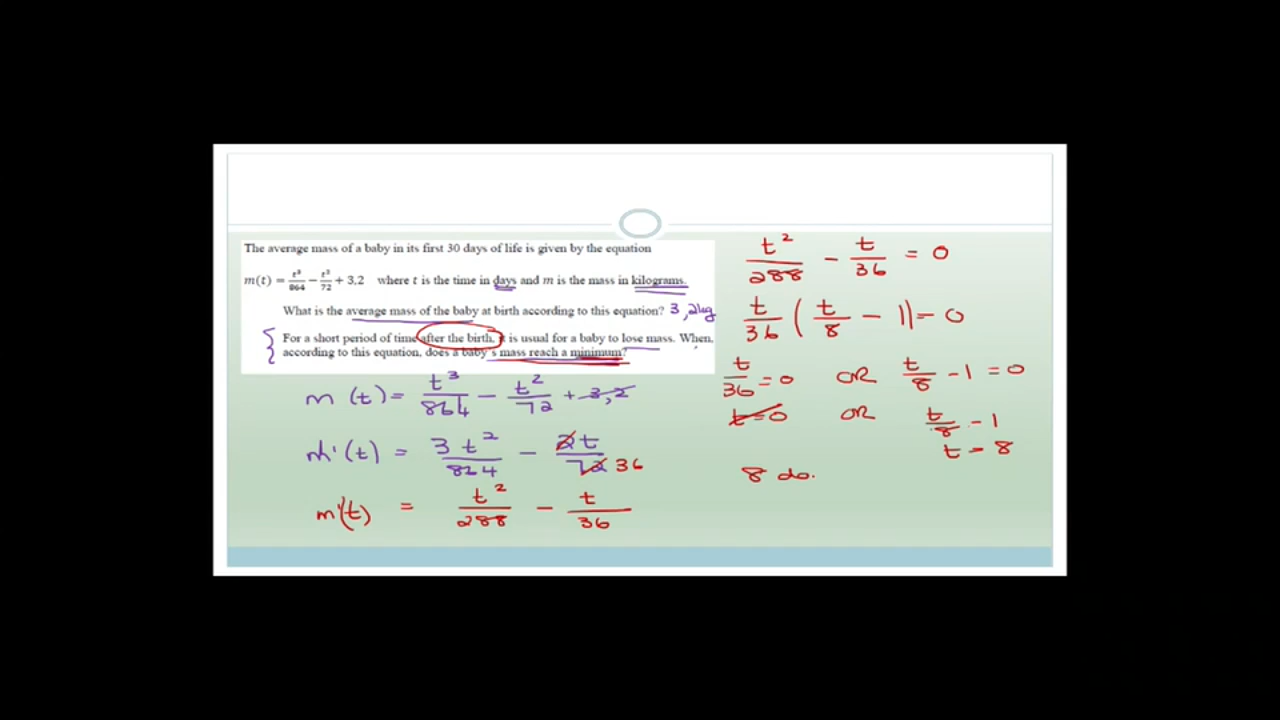 The average mass of a baby in its first 30 days of life is given by the equation
m(t) = t³/864 − t²/72 + 3,2 where t is the time in days and m is the mass in kilograms.
What is the average mass of the baby at birth according to this equation? 3,2kg
For a short period of time after the birth, it is usual for a baby to lose mass. When,
according to this equation, does a baby's mass reach a minimum?
m (t) = t³/864 − t²/72 + 3,2
m'(t) = 3t²/864 − 2t/72 36
m'(t) = t²/288 − t/36
t²/288 − t/36 = 0
t/36 ( t/8 − 1) = 0
t/36 = 0 OR t/8 − 1 = 0
t = 0 OR t/8 - 1
t = 8
8 da.